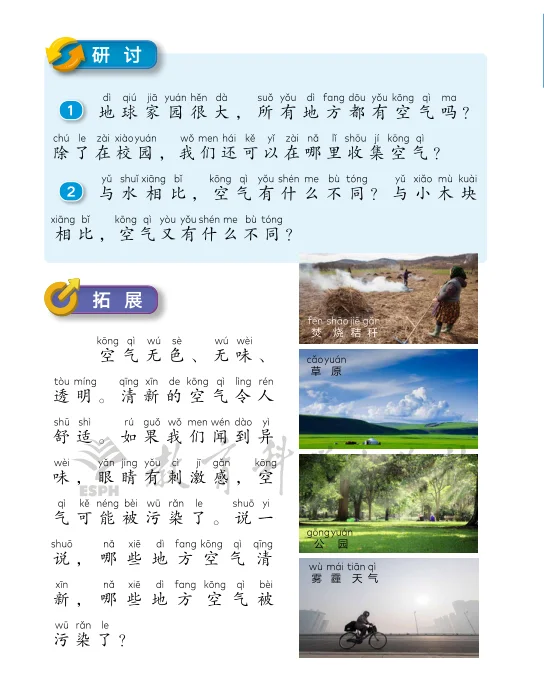 研讨
dì qiú jiā yuán hěn dà suǒ yǒu dì fang dōu yǒu kōng qì ma
1 地球家园很大，所有地方都有空气吗？
chú le zài xiào yuán wǒ men hái kě yǐ zài nǎ lǐ shōu jí kōng qì
除了在校园，我们还可以在哪里收集空气？
yǔ shuǐ xiāng bǐ kōng qì yǒu shén me bù tóng yǔ xiǎo mù kuài
2 与水相比，空气有什么不同？与小木块
xiāng bǐ kōng qì yòu yǒu shén me bù tóng
相比，空气又有什么不同？
拓展
kōng qì wú sè wú wèi
空气无色、无味、
tòu míng qīng xīn de kōng qì lìng rén
透明。清新的空气令人
shū shì rú guǒ wǒ men wén dào yì
舒适。如果我们闻到异
wèi yǎn jing yǒu cì jī gǎn kōng
味，眼睛有刺激感，空
qì kě néng bèi wū rǎn le shuō yi
气可能被污染了。说一
shuō nǎ xiē dì fang kōng qì qīng
说，哪些地方空气清
xīn nǎ xiē dì fang kōng qì bèi
新，哪些地方空气被
wū rǎn le
污染了？
fén shāo jiē gǎn
焚烧秸秆
cǎo yuán
草原
gōng yuán
公园
wù mái tiān qì
雾霾天气
ESPH 教育科